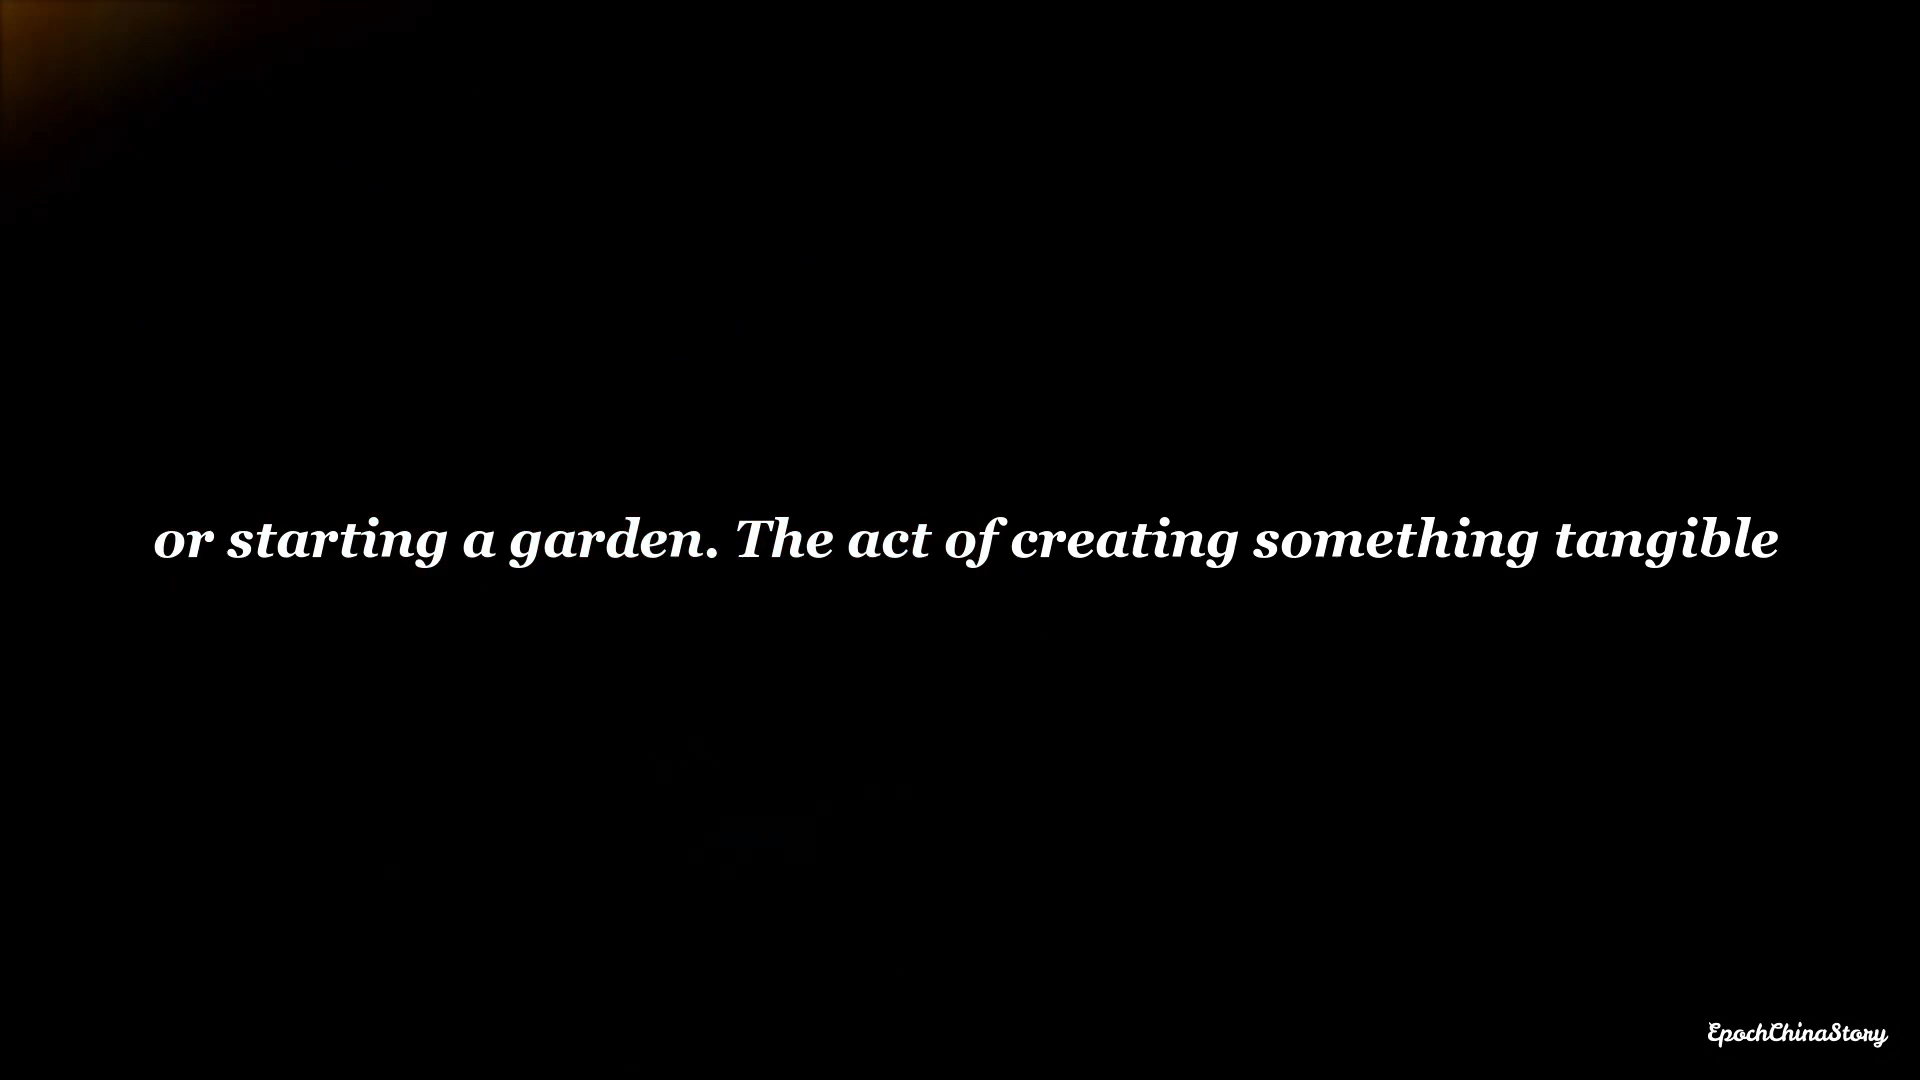 or starting a garden. The act of creating something tangible
EpochChinaStory